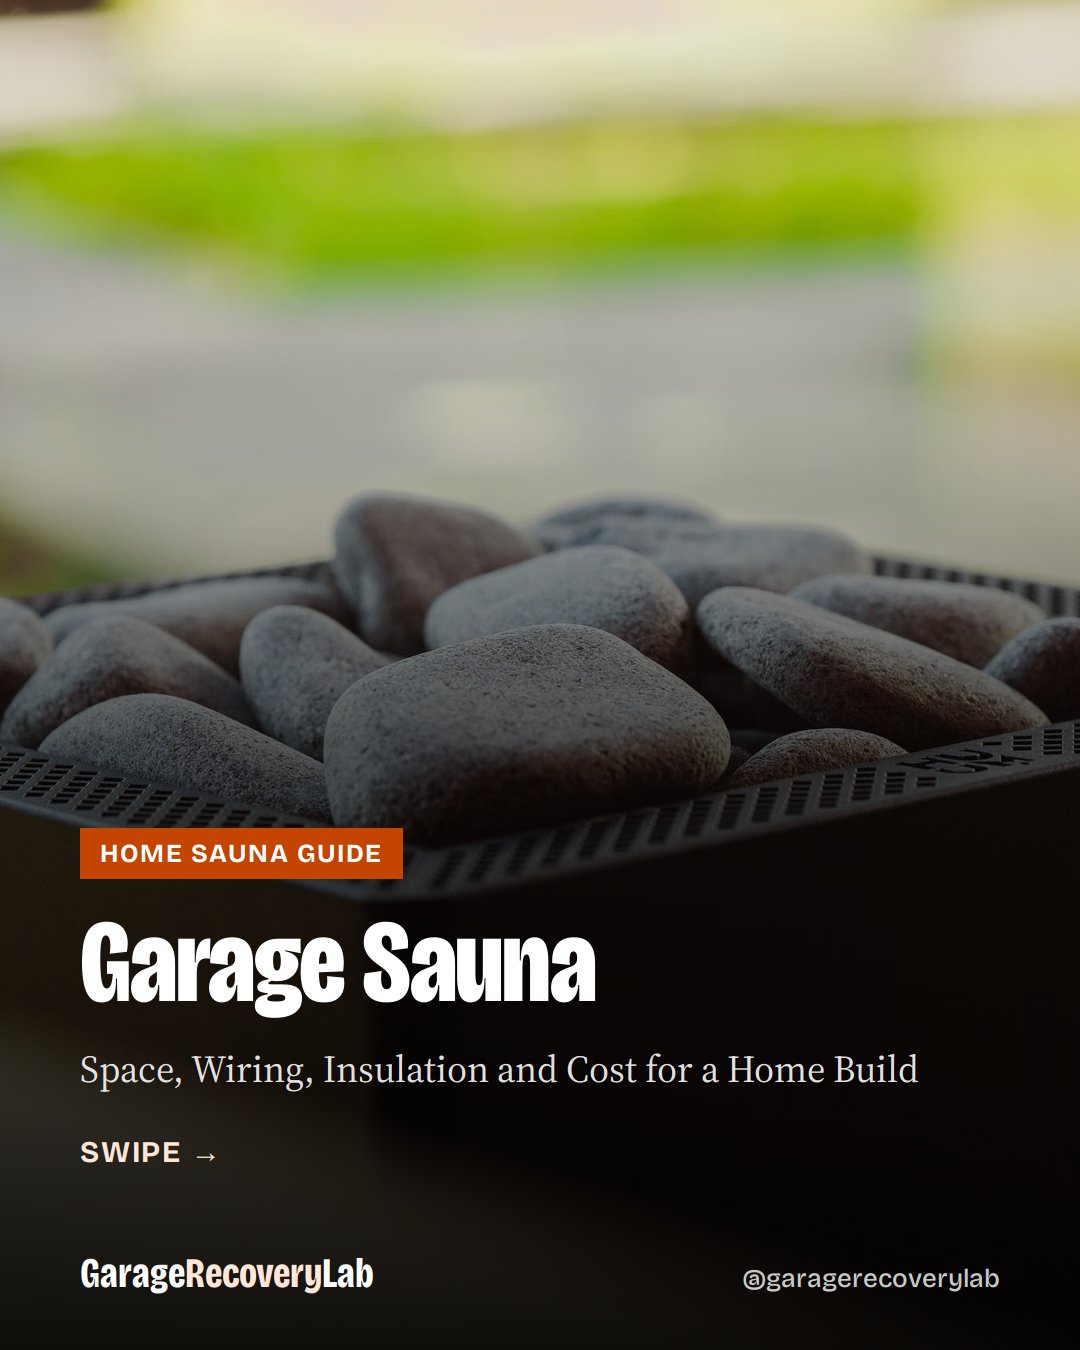 HOME SAUNA GUIDE
Garage Sauna
Space, Wiring, Insulation and Cost for a Home Build
SWIPE →
GarageRecoveryLab
@garagerecoverylab